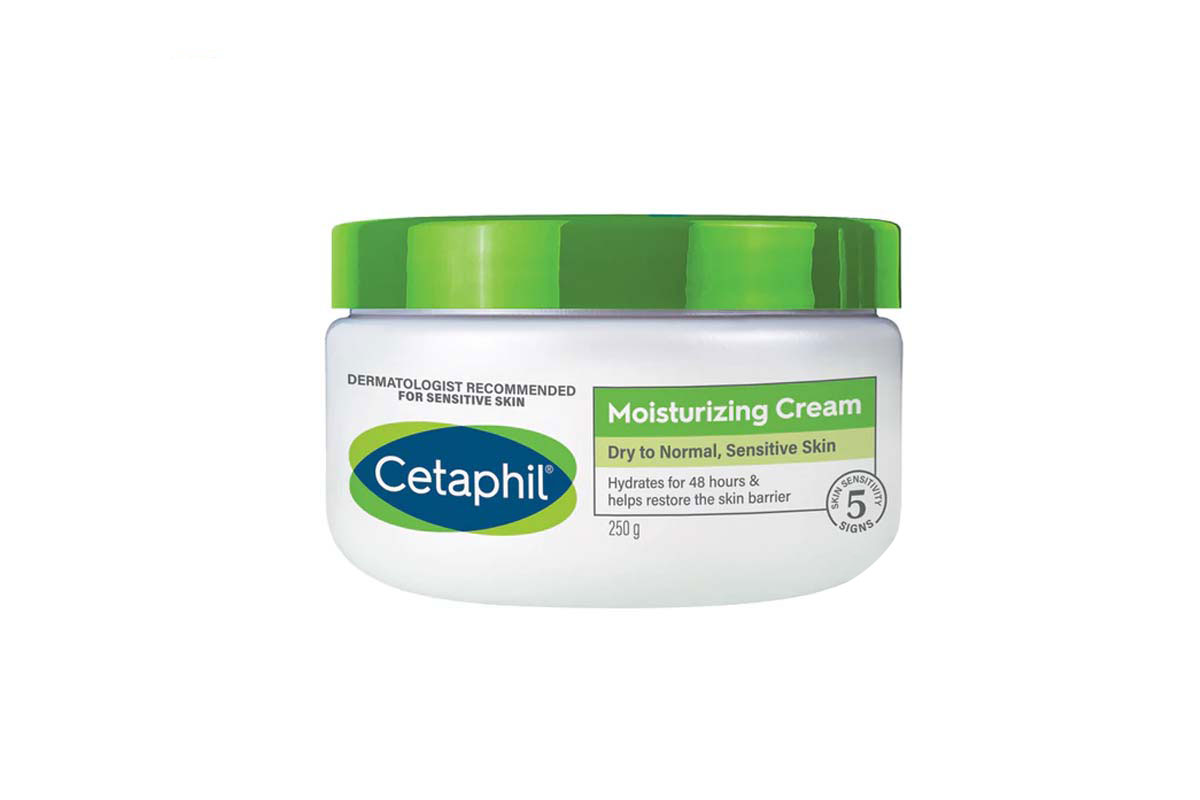 DERMATOLOGIST RECOMMENDED
FOR SENSITIVE SKIN
Cetaphil®
Moisturizing Cream
Dry to Normal, Sensitive Skin
Hydrates for 48 hours &
helps restore the skin barrier
250 g
SKIN SENSITIVITY
5
SIGNS